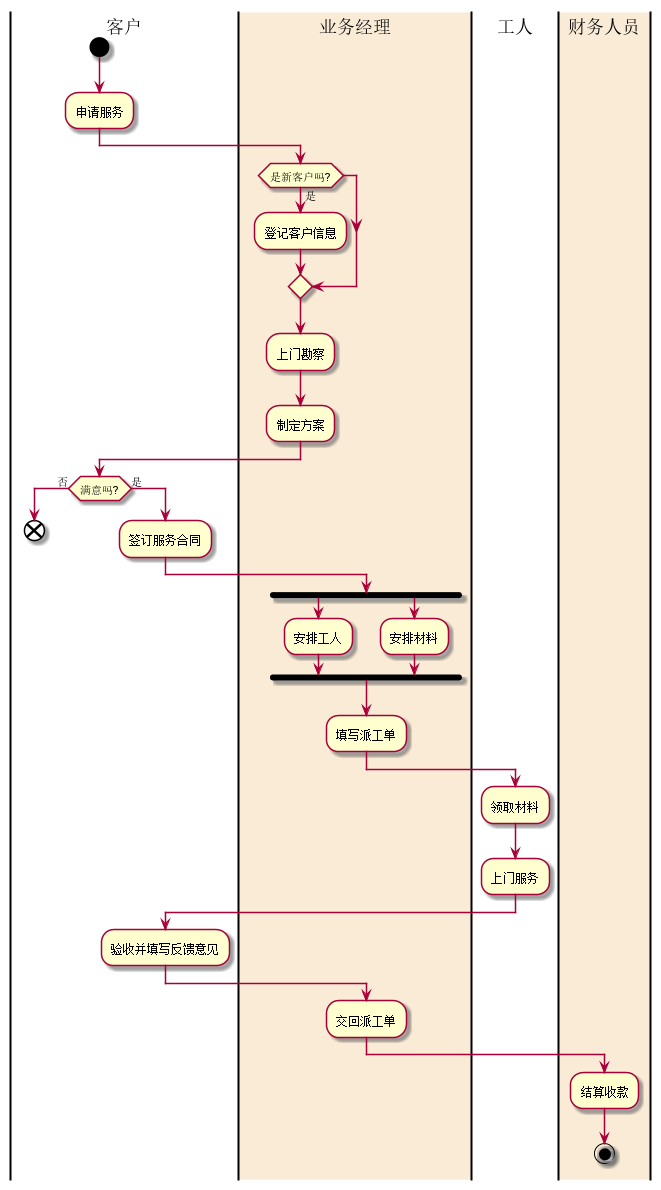 客户
业务经理
工人
财务人员
申请服务
是新客户吗?
是
登记客户信息
上门勘察
制定方案
否
满意吗?
是
签订服务合同
安排工人
安排材料
填写派工单
领取材料
上门服务
验收并填写反馈意见
交回派工单
结算收款